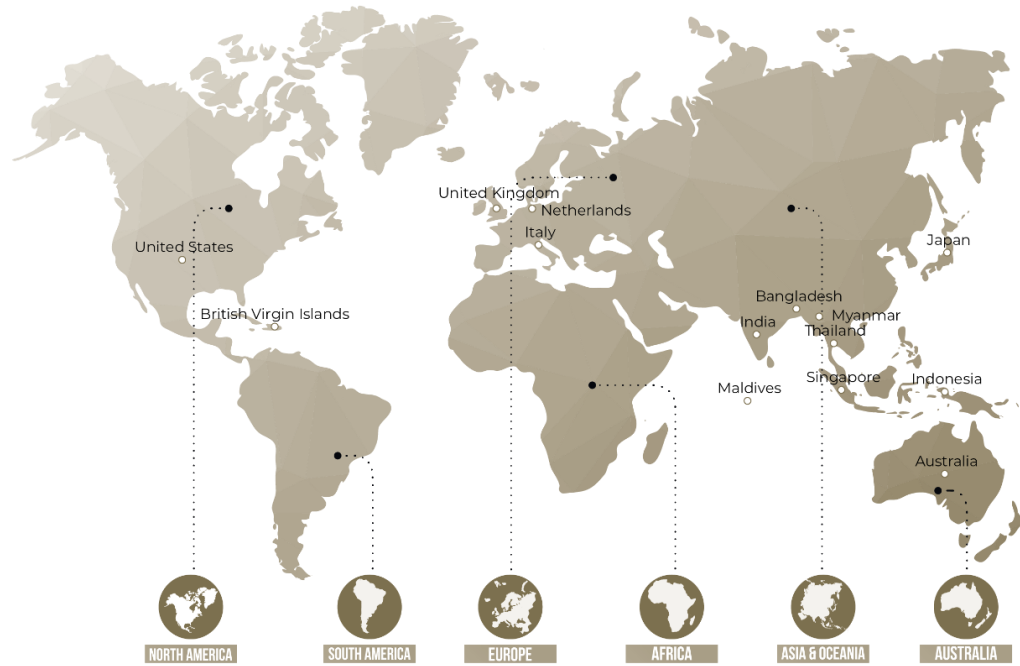 United Kingdom
Netherlands
Italy
Japan
United States
Bangladesh
British Virgin Islands
Myanmar
India
Thailand
Singapore
Indonesia
Maldives
Australia
NORTH AMERICA
SOUTH AMERICA
EUROPE
AFRICA
ASIA & OCEANIA
AUSTRALIA